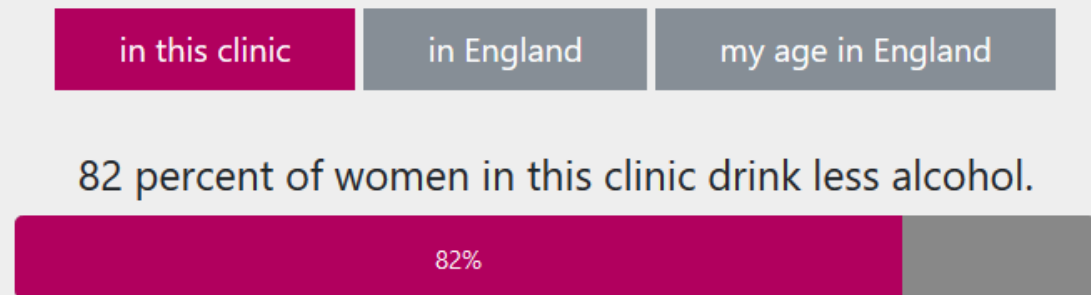 in this clinic in England my age in England
82 percent of women in this clinic drink less alcohol.
82%